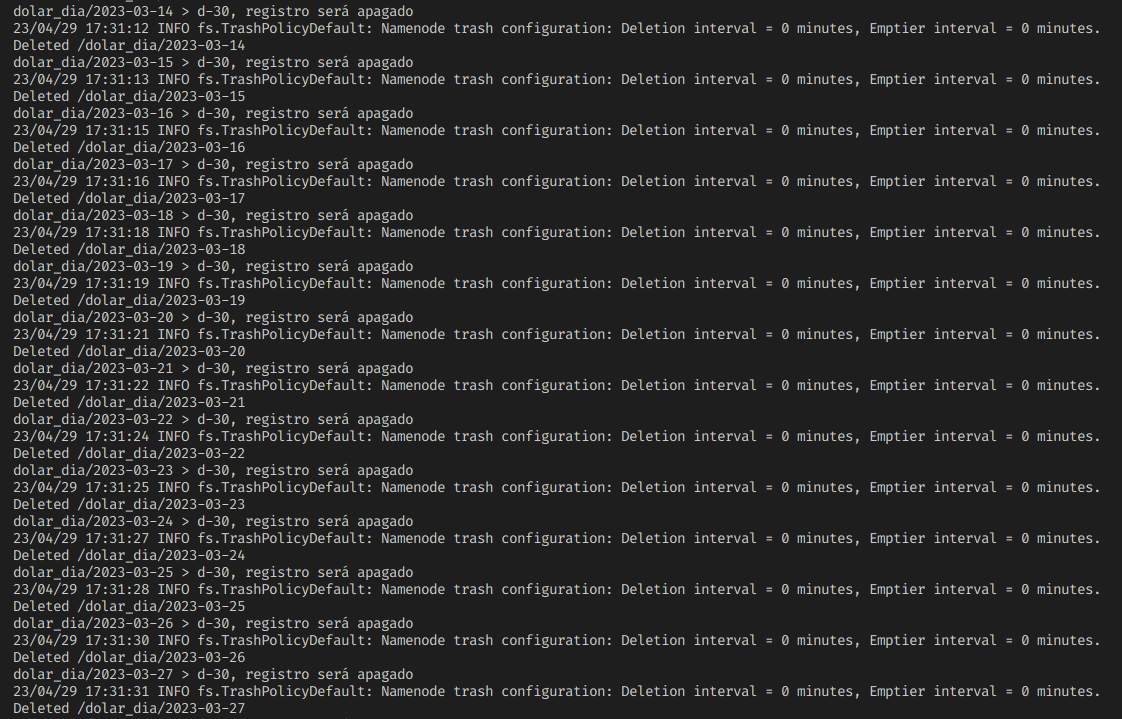 dolar_dia/2023-03-14 > d-30, registro será apagado
23/04/29 17:31:12 INFO fs.TrashPolicyDefault: Namenode trash configuration: Deletion interval = 0 minutes, Emptier interval = 0 minutes.
Deleted /dolar_dia/2023-03-14
dolar_dia/2023-03-15 > d-30, registro será apagado
23/04/29 17:31:13 INFO fs.TrashPolicyDefault: Namenode trash configuration: Deletion interval = 0 minutes, Emptier interval = 0 minutes.
Deleted /dolar_dia/2023-03-15
dolar_dia/2023-03-16 > d-30, registro será apagado
23/04/29 17:31:15 INFO fs.TrashPolicyDefault: Namenode trash configuration: Deletion interval = 0 minutes, Emptier interval = 0 minutes.
Deleted /dolar_dia/2023-03-16
dolar_dia/2023-03-17 > d-30, registro será apagado
23/04/29 17:31:16 INFO fs.TrashPolicyDefault: Namenode trash configuration: Deletion interval = 0 minutes, Emptier interval = 0 minutes.
Deleted /dolar_dia/2023-03-17
dolar_dia/2023-03-18 > d-30, registro será apagado
23/04/29 17:31:18 INFO fs.TrashPolicyDefault: Namenode trash configuration: Deletion interval = 0 minutes, Emptier interval = 0 minutes.
Deleted /dolar_dia/2023-03-18
dolar_dia/2023-03-19 > d-30, registro será apagado
23/04/29 17:31:19 INFO fs.TrashPolicyDefault: Namenode trash configuration: Deletion interval = 0 minutes, Emptier interval = 0 minutes.
Deleted /dolar_dia/2023-03-19
dolar_dia/2023-03-20 > d-30, registro será apagado
23/04/29 17:31:21 INFO fs.TrashPolicyDefault: Namenode trash configuration: Deletion interval = 0 minutes, Emptier interval = 0 minutes.
Deleted /dolar_dia/2023-03-20
dolar_dia/2023-03-21 > d-30, registro será apagado
23/04/29 17:31:22 INFO fs.TrashPolicyDefault: Namenode trash configuration: Deletion interval = 0 minutes, Emptier interval = 0 minutes.
Deleted /dolar_dia/2023-03-21
dolar_dia/2023-03-22 > d-30, registro será apagado
23/04/29 17:31:24 INFO fs.TrashPolicyDefault: Namenode trash configuration: Deletion interval = 0 minutes, Emptier interval = 0 minutes.
Deleted /dolar_dia/2023-03-22
dolar_dia/2023-03-23 > d-30, registro será apagado
23/04/29 17:31:25 INFO fs.TrashPolicyDefault: Namenode trash configuration: Deletion interval = 0 minutes, Emptier interval = 0 minutes.
Deleted /dolar_dia/2023-03-23
dolar_dia/2023-03-24 > d-30, registro será apagado
23/04/29 17:31:27 INFO fs.TrashPolicyDefault: Namenode trash configuration: Deletion interval = 0 minutes, Emptier interval = 0 minutes.
Deleted /dolar_dia/2023-03-24
dolar_dia/2023-03-25 > d-30, registro será apagado
23/04/29 17:31:28 INFO fs.TrashPolicyDefault: Namenode trash configuration: Deletion interval = 0 minutes, Emptier interval = 0 minutes.
Deleted /dolar_dia/2023-03-25
dolar_dia/2023-03-26 > d-30, registro será apagado
23/04/29 17:31:30 INFO fs.TrashPolicyDefault: Namenode trash configuration: Deletion interval = 0 minutes, Emptier interval = 0 minutes.
Deleted /dolar_dia/2023-03-26
dolar_dia/2023-03-27 > d-30, registro será apagado
23/04/29 17:31:31 INFO fs.TrashPolicyDefault: Namenode trash configuration: Deletion interval = 0 minutes, Emptier interval = 0 minutes.
Deleted /dolar_dia/2023-03-27